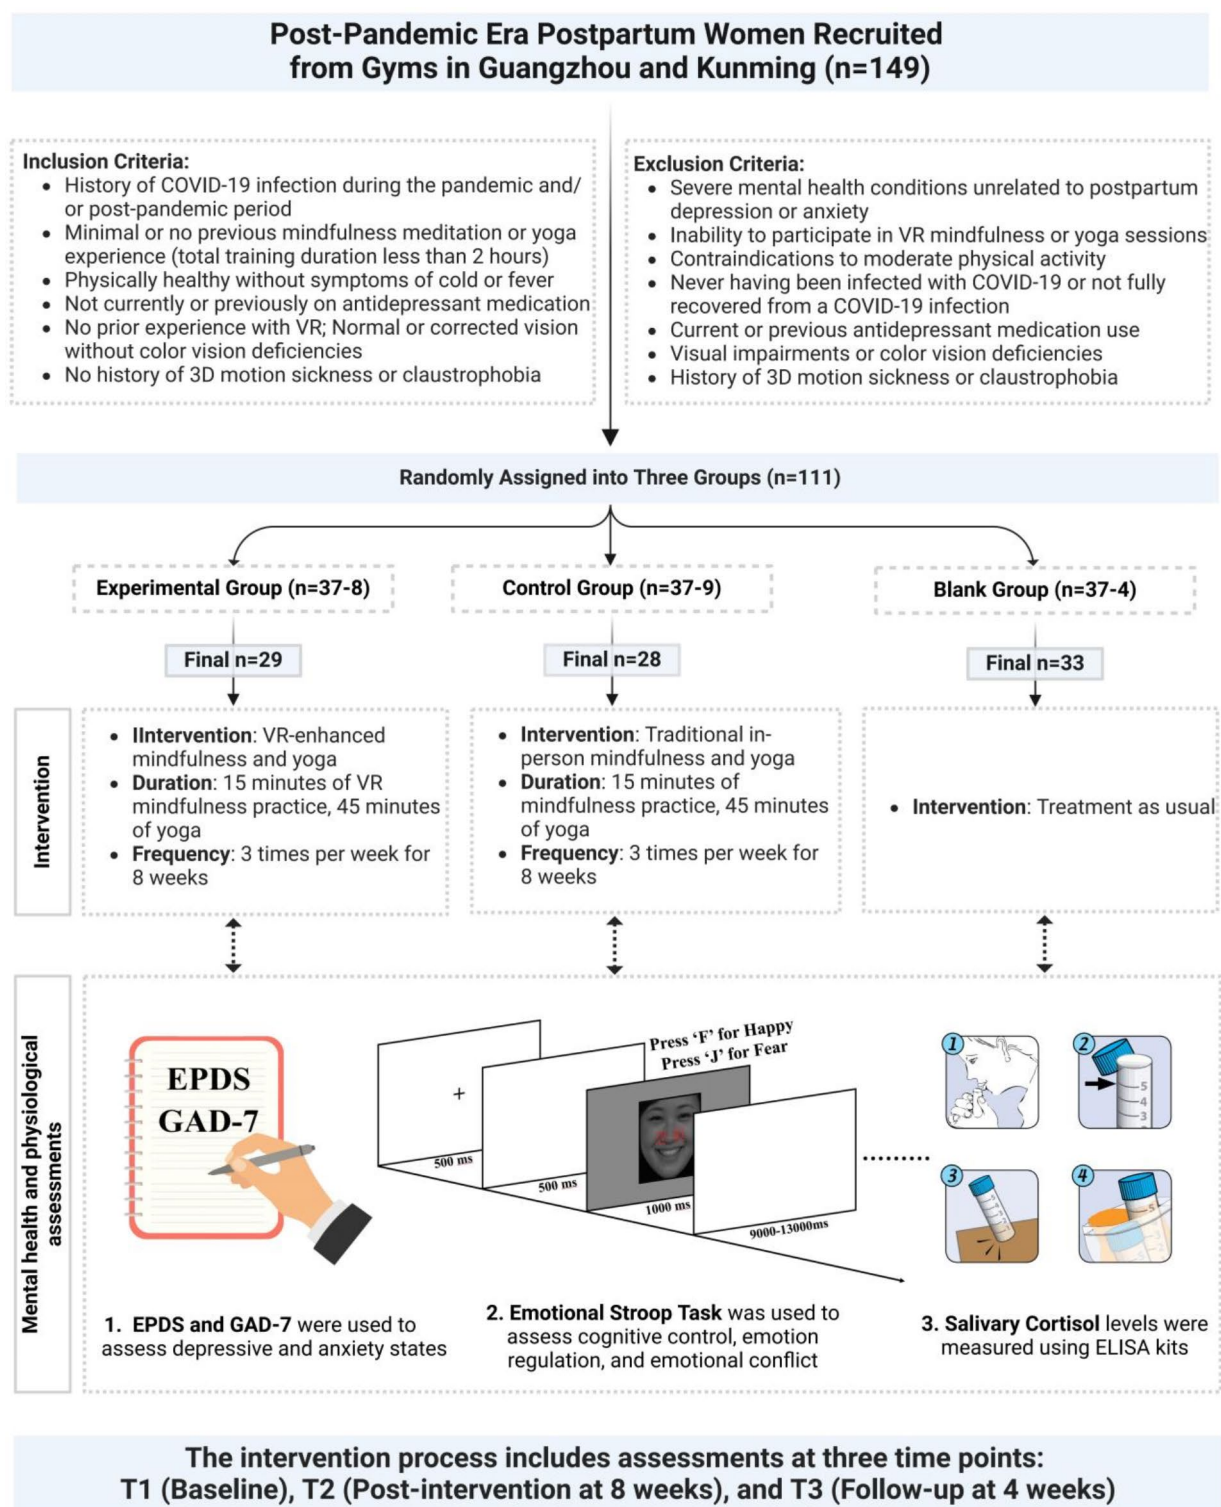 Post-Pandemic Era Postpartum Women Recruited
from Gyms in Guangzhou and Kunming (n=149)
Inclusion Criteria:
• History of COVID-19 infection during the pandemic and/
or post-pandemic period
• Minimal or no previous mindfulness meditation or yoga
experience (total training duration less than 2 hours)
• Physically healthy without symptoms of cold or fever
• Not currently or previously on antidepressant medication
• No prior experience with VR; Normal or corrected vision
without color vision deficiencies
• No history of 3D motion sickness or claustrophobia
Exclusion Criteria:
• Severe mental health conditions unrelated to postpartum
depression or anxiety
• Inability to participate in VR mindfulness or yoga sessions
• Contraindications to moderate physical activity
• Never having been infected with COVID-19 or not fully
recovered from a COVID-19 infection
• Current or previous antidepressant medication use
• Visual impairments or color vision deficiencies
• History of 3D motion sickness or claustrophobia
Randomly Assigned into Three Groups (n=111)
Experimental Group (n=37-8)
Control Group (n=37-9)
Blank Group (n=37-4)
Final n=29
Final n=28
Final n=33
Intervention
• IIntervention: VR-enhanced
mindfulness and yoga
• Duration: 15 minutes of VR
mindfulness practice, 45 minutes
of yoga
• Frequency: 3 times per week for
8 weeks
• Intervention: Traditional in-
person mindfulness and yoga
• Duration: 15 minutes of
mindfulness practice, 45 minutes
of yoga
• Frequency: 3 times per week for
8 weeks
• Intervention: Treatment as usual
Mental health and physiological
assessments
EPDS
GAD-7
+
500 ms
500 ms
Press ‘F’ for Happy
Press ‘J’ for Fear
1000 ms
9000-13000ms
1
2
5
4
3
3
4
5
1. EPDS and GAD-7 were used to
assess depressive and anxiety states
2. Emotional Stroop Task was used to
assess cognitive control, emotion
regulation, and emotional conflict
3. Salivary Cortisol levels were
measured using ELISA kits
The intervention process includes assessments at three time points:
T1 (Baseline), T2 (Post-intervention at 8 weeks), and T3 (Follow-up at 4 weeks)